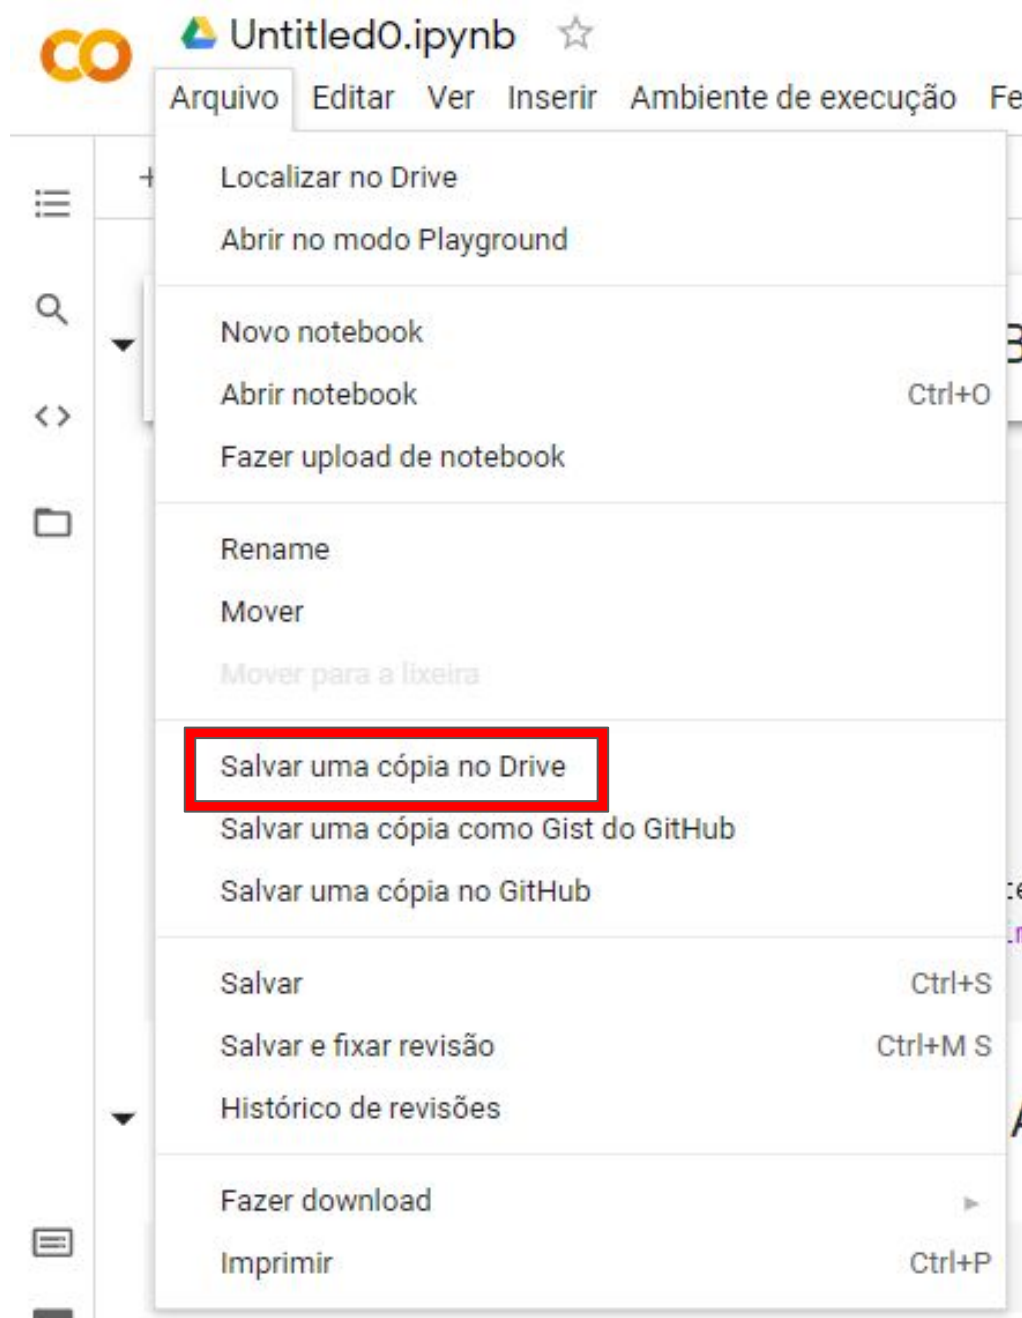 Untitled0.ipynb
Arquivo Editar Ver Inserir Ambiente de execução Fe
+
Localizar no Drive
Abrir no modo Playground
Novo notebook
Abrir notebook Ctrl+O
Fazer upload de notebook
Rename
Mover
Mover para a lixeira
Salvar uma cópia no Drive
Salvar uma cópia como Gist do GitHub
Salvar uma cópia no GitHub
Salvar Ctrl+S
Salvar e fixar revisão Ctrl+M S
Histórico de revisões
Fazer download
Imprimir Ctrl+P